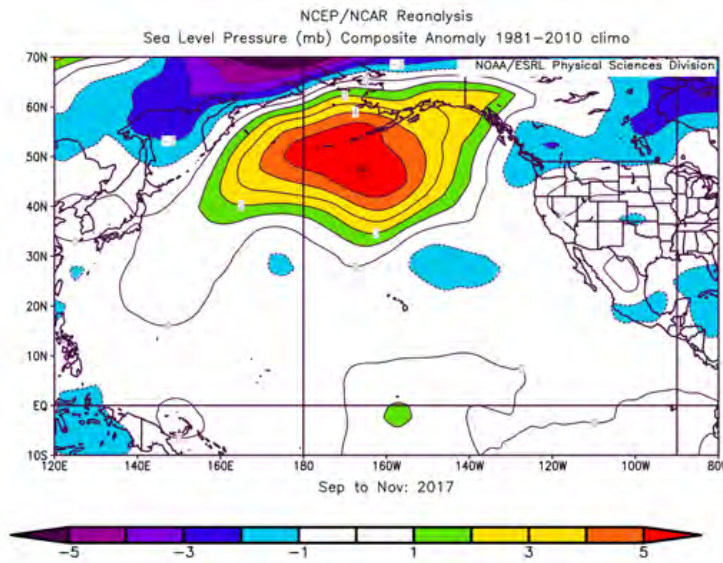 NCEP/NCAR Reanalysis
Sea Level Pressure (mb) Composite Anomaly 1981-2010 climo
NOAA/ESRL Physical Sciences Division
70N
60N
50N
40N
30N
20N
10N
EQ
10S
120E 140E 160E 180 160W 140W 120W 100W 80W
Sep to Nov: 2017
-5 -3 -1 1 3 5